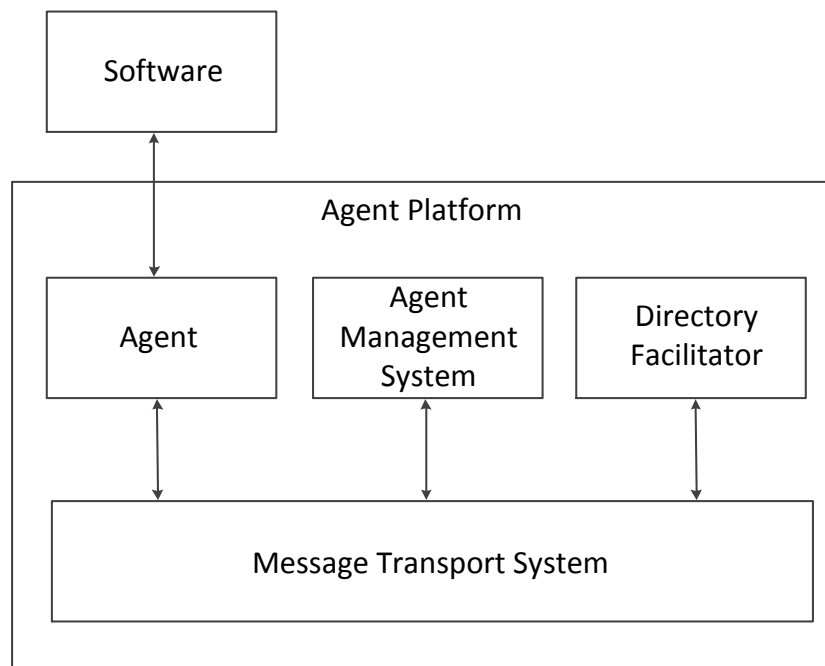 Software
Agent Platform
Agent
Agent
Management
System
Directory
Facilitator
Message Transport System